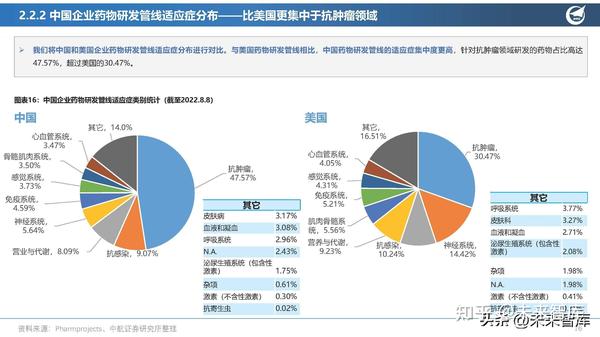 2.2.2 中国企业药物研发管线适应症分布——比美国更集中于抗肿瘤领域
我们将中国和美国企业药物研发管线适应症分布进行对比。与美国药物研发管线相比，中国药物研发管线的适应症集中度更高，针对抗肿瘤领域研发的药物占比高达
47.57%，超过美国的30.47%。
图表16：中国企业药物研发管线适应症类别统计（截至2022.8.8）
中国
其它，14.0%
心血管系统，
3.47%
骨骼肌肉系统，
3.50%
感觉系统，
3.73%
免疫系统，
4.59%
神经系统，
5.64%
营业与代谢，8.09%
抗感染，9.07%
抗肿瘤，
47.57%
其它
皮肤病 3.17%
血液和凝血 3.08%
呼吸系统 2.96%
N.A. 2.43%
泌尿生殖系统（包含性
激素） 1.75%
杂项 0.61%
激素（不含性激素） 0.30%
抗寄生虫 0.02%
美国
其它，
16.51%
心血管系统，
4.05%
感觉系统，
4.31%
免疫系统，
5.21%
肌肉骨骼系
统，5.56%
营养与代谢，
9.23%
抗感染，
10.24%
神经系统，
14.42%
抗肿瘤，
30.47%
其它
呼吸系统 3.77%
皮肤科 3.27%
血液和凝血 2.71%
泌尿生殖系统（包含性
激素） 2.08%
杂项 1.98%
N.A. 1.98%
激素（不含性激素） 0.41%
资料来源：Pharmprojects、中航证券研究所整理
知乎 @未来智库
头条 @未来智库